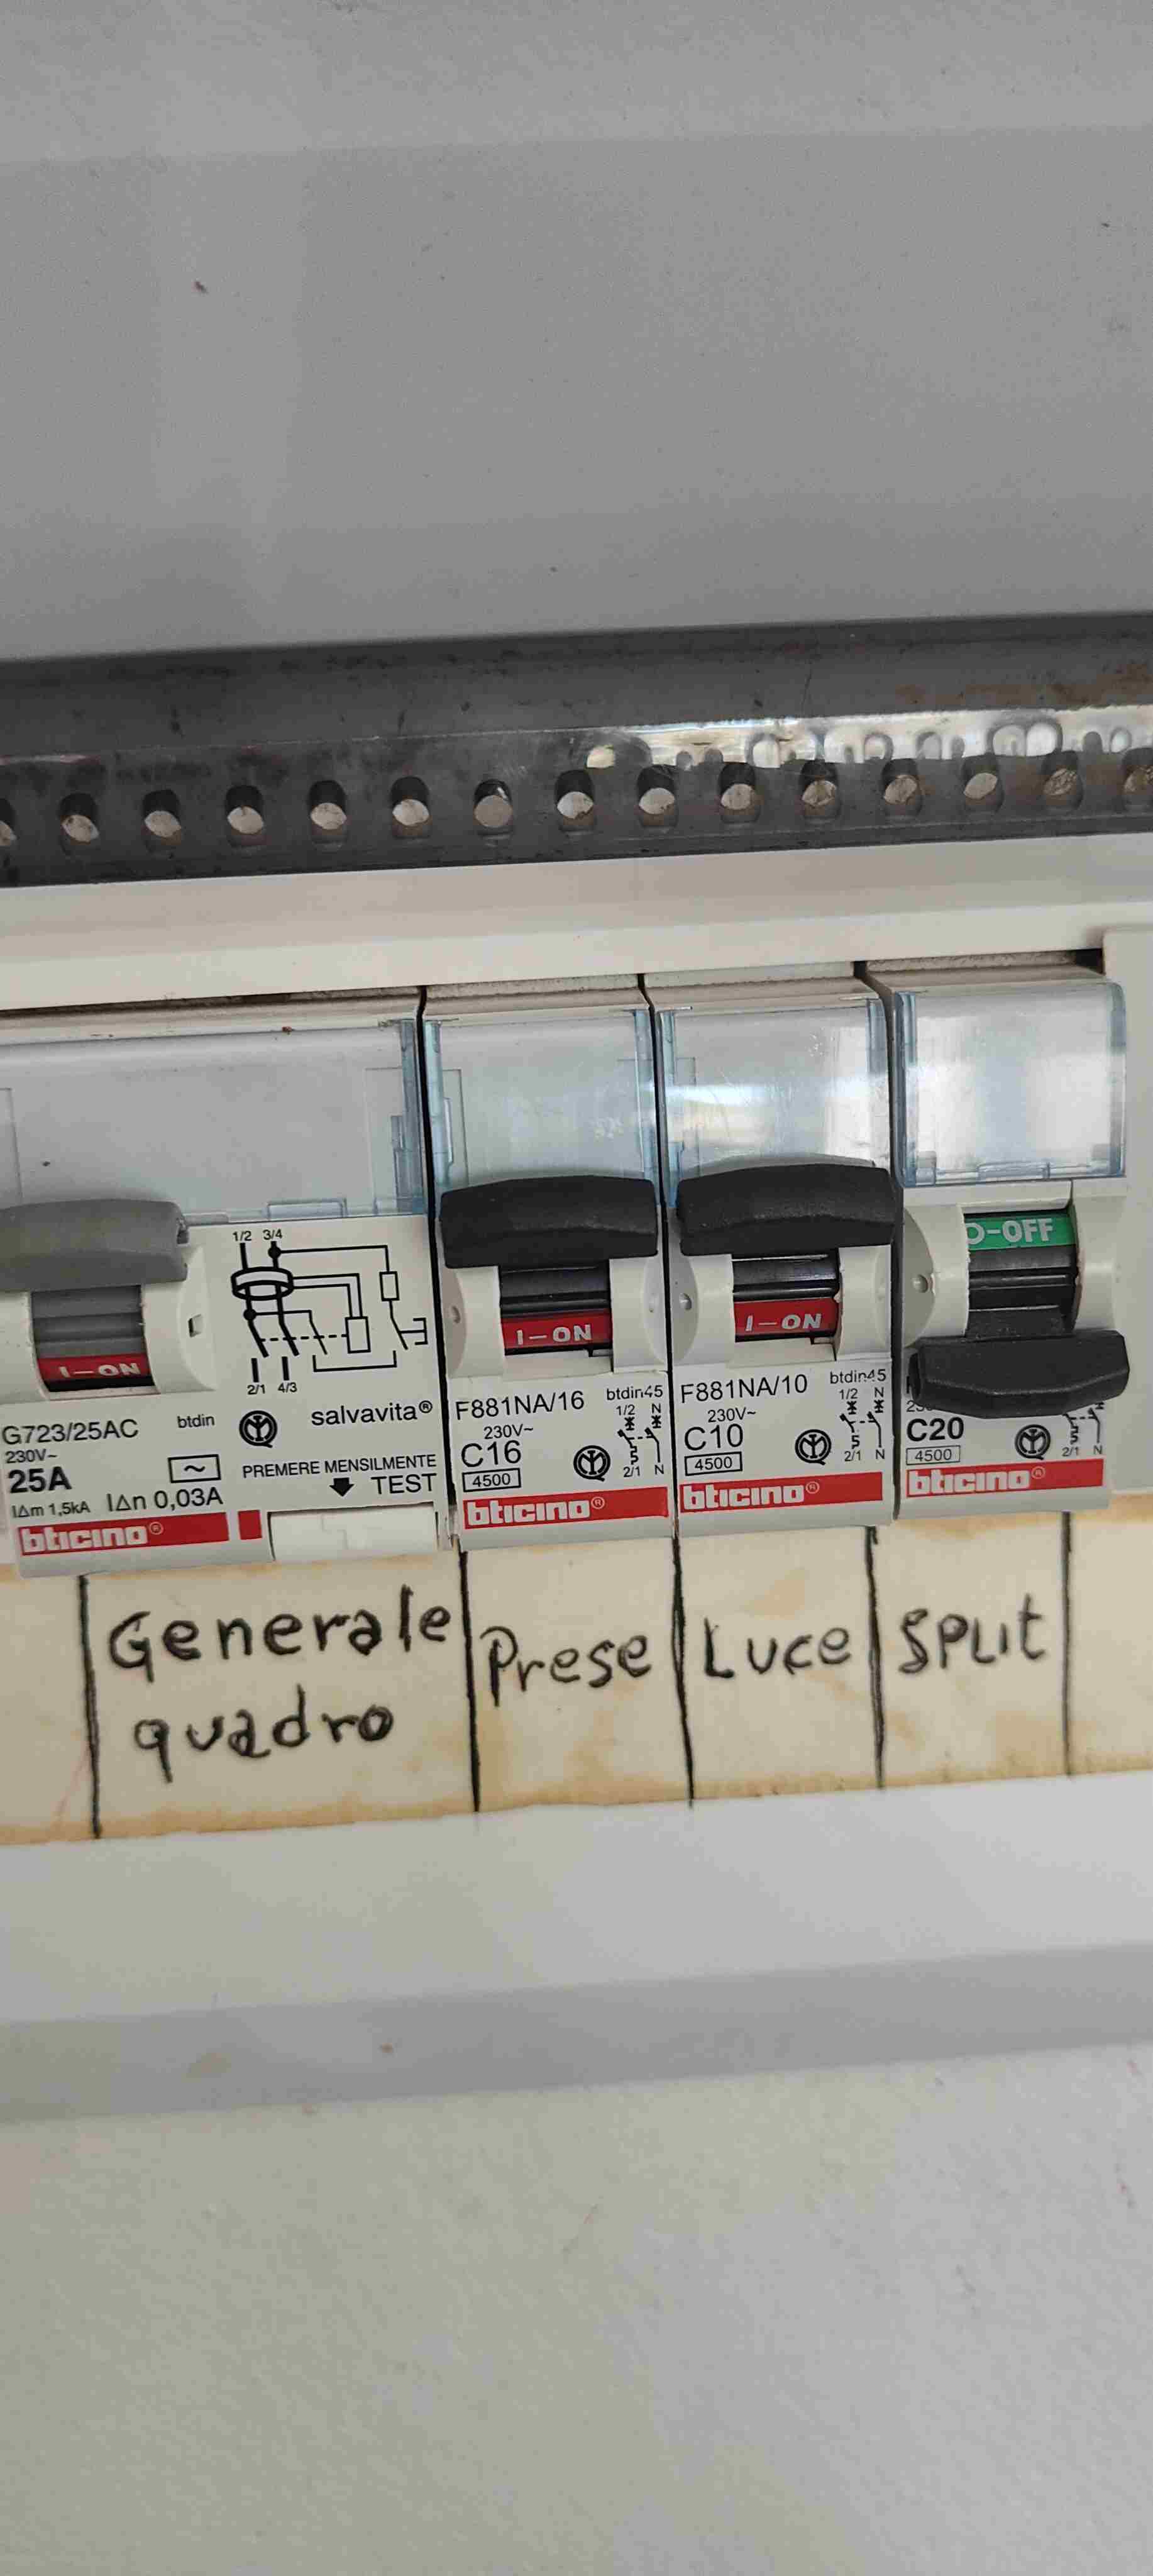 1/2 3/4
I-ON
2/1 4/3
G723/25AC btdin
salvavita®
230V~
25A
PREMERE MENSILMENTE
TEST
IΔm 1,5kA IΔn 0,03A
bticino®
I-ON
F881NA/16 btdin45
230V~
1/2 N
C16
4500
2/1 N
bticino®
I-ON
F881NA/10 btdin45
230V~
1/2 N
C10
4500
2/1 N
bticino®
O-OFF
C20
4500
2/1 N
bticino®
Generale
quadro
Prese
Luce
SPLit